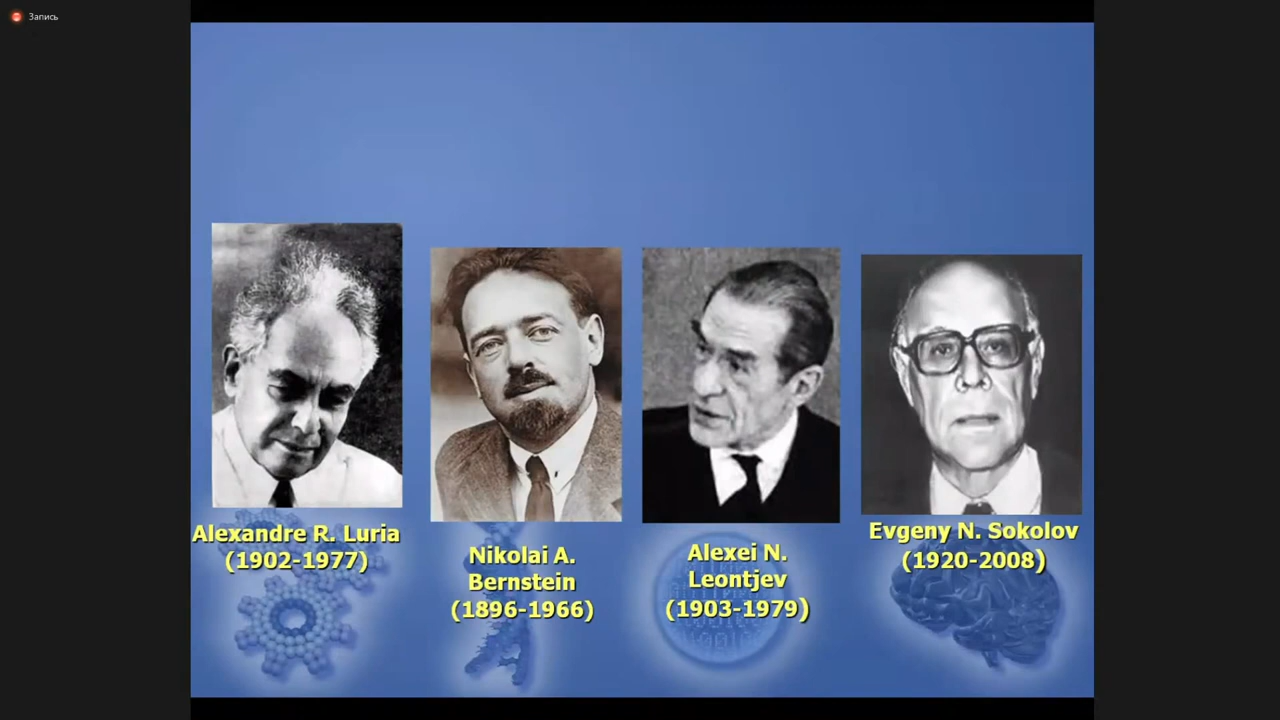 Запись
Alexandre R. Luria
(1902-1977)
Nikolai A.
Bernstein
(1896-1966)
Alexei N.
Leontjev
(1903-1979)
Evgeny N. Sokolov
(1920-2008)